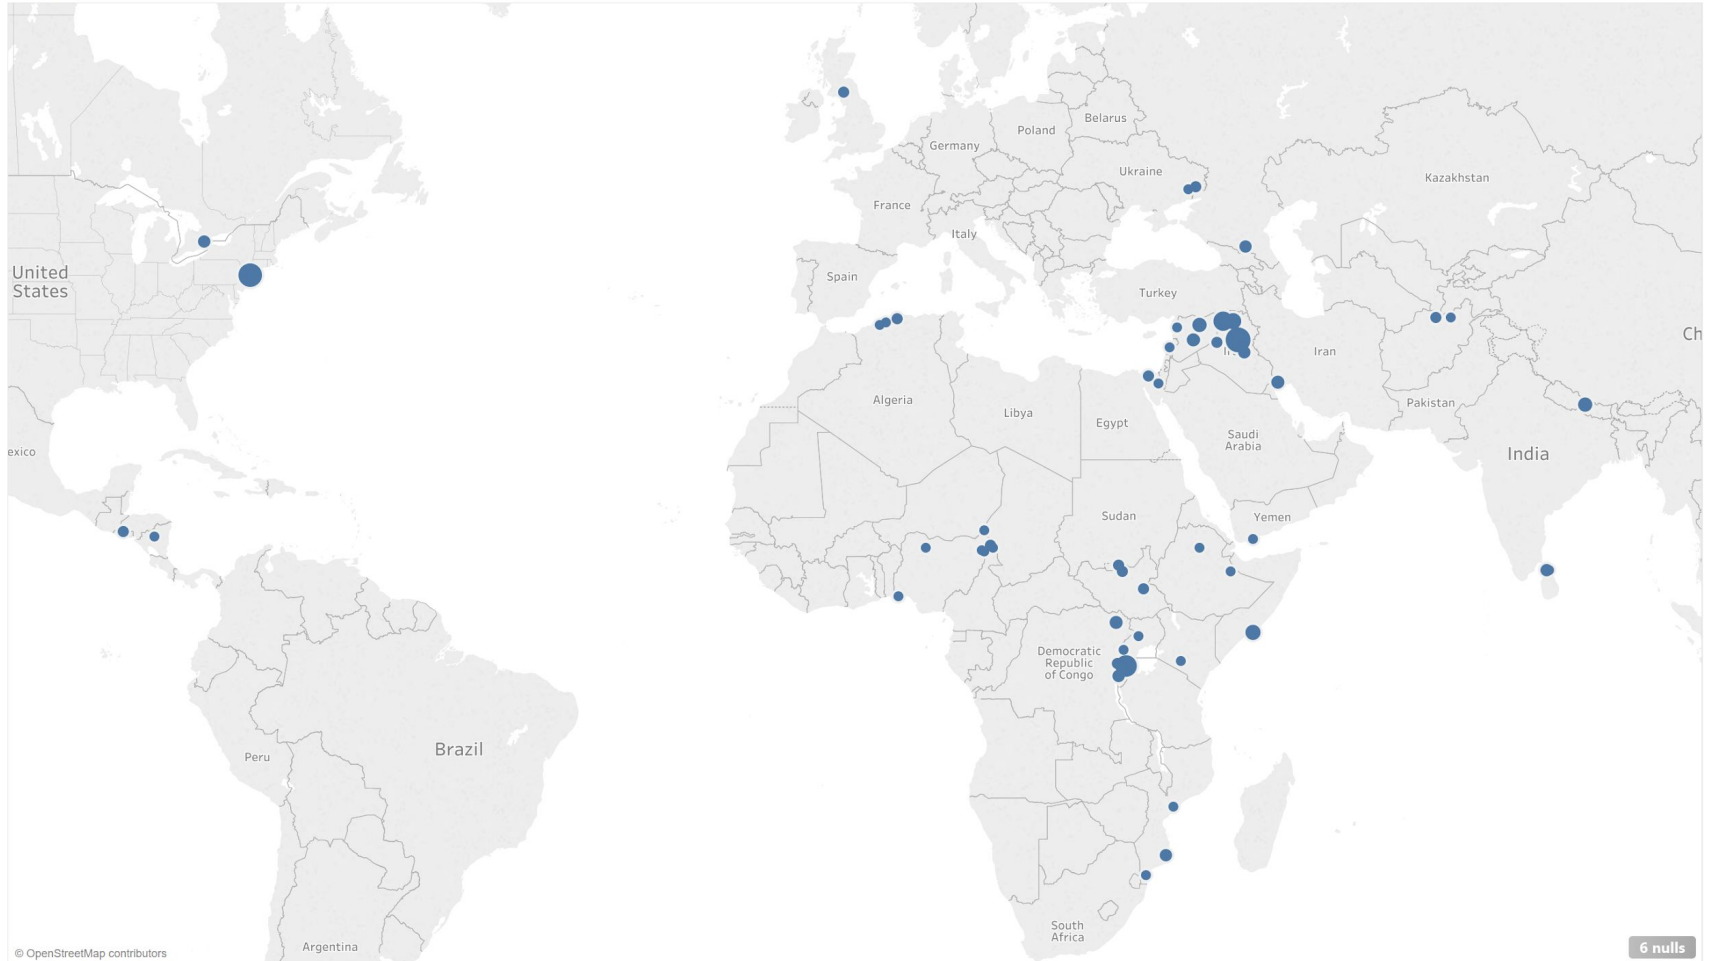 Belarus
Poland
Germany
Ukraine
Kazakhstan
France
Italy
United
States
Spain
Turkey
Ch
Iran
Algeria
Pakistan
Libya
Egypt
Saudi
Arabia
exico
India
Sudan
Yemen
Democratic
Republic
of Congo
Brazil
Peru
South
Africa
Argentina
© OpenStreetMap contributors
6 nulls